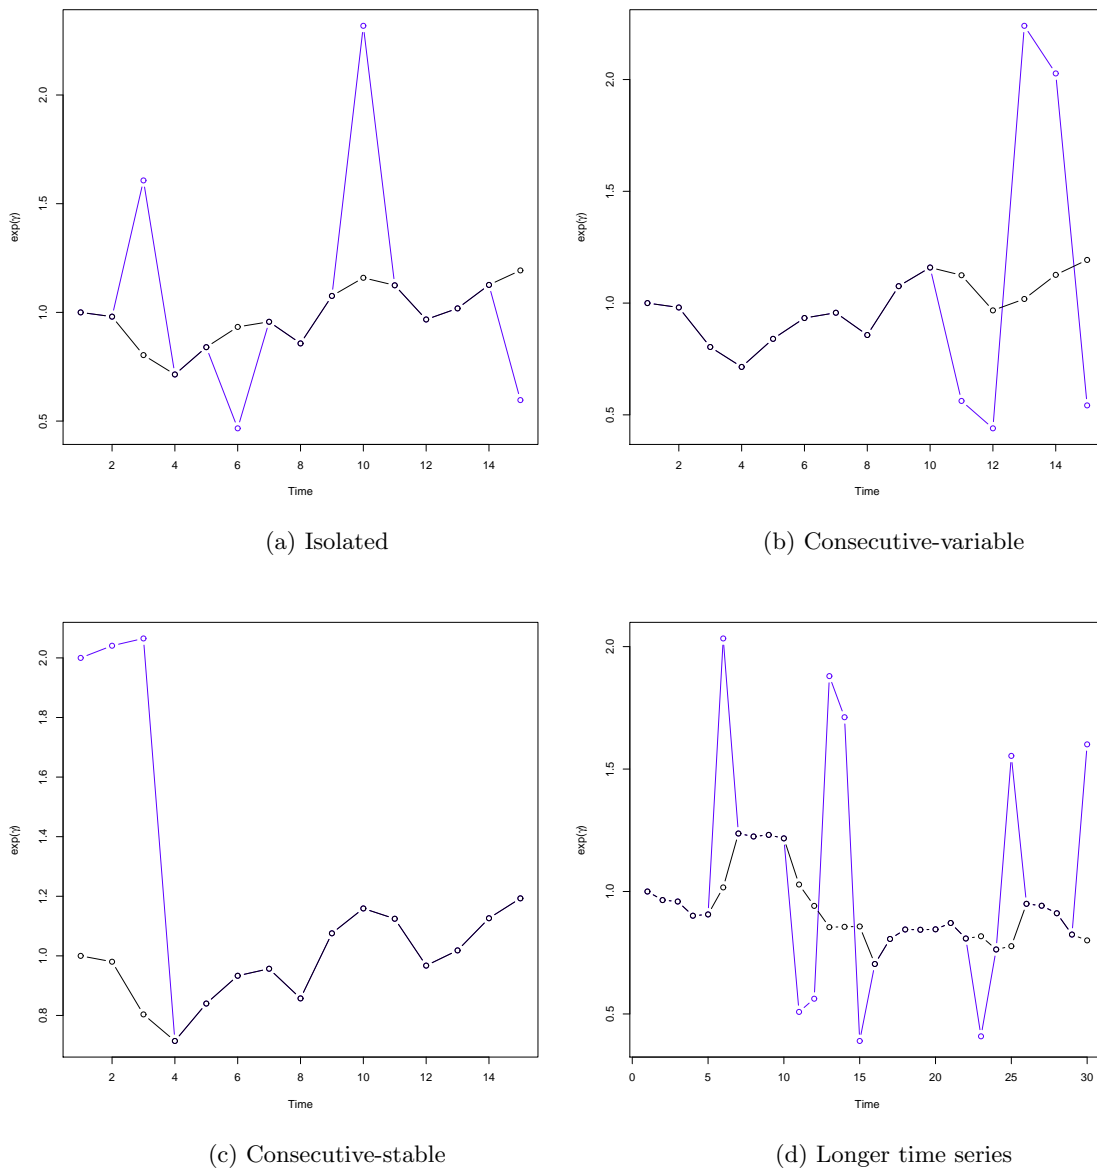 2.0
1.5
1.0
0.5
exp(γ)
2 4 6 8 10 12 14
Time
(a) Isolated
2.0
1.5
1.0
0.5
exp(γ)
2 4 6 8 10 12 14
Time
(b) Consecutive-variable
2.0
1.8
1.6
1.4
1.2
1.0
0.8
exp(γ)
2 4 6 8 10 12 14
Time
(c) Consecutive-stable
2.0
1.5
1.0
0.5
exp(γ)
0 5 10 15 20 25 30
Time
(d) Longer time series